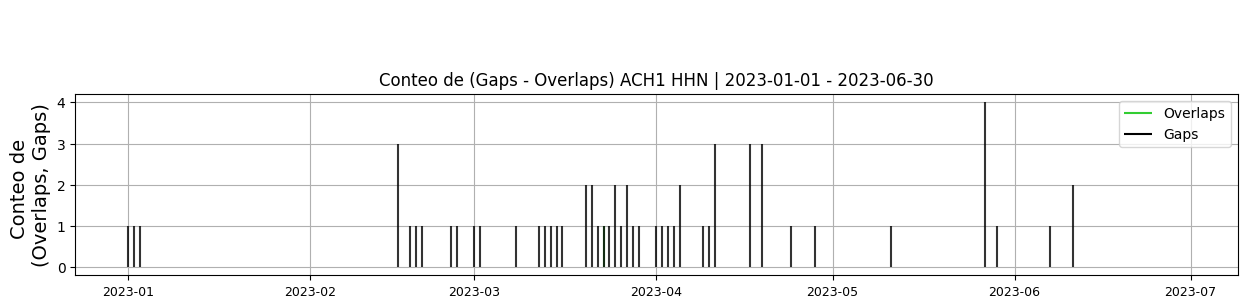 Conteo de (Gaps - Overlaps) ACH1 HHN | 2023-01-01 - 2023-06-30
Conteo de
(Overlaps, Gaps)
4
3
2
1
0
Overlaps
Gaps
2023-01
2023-02
2023-03
2023-04
2023-05
2023-06
2023-07